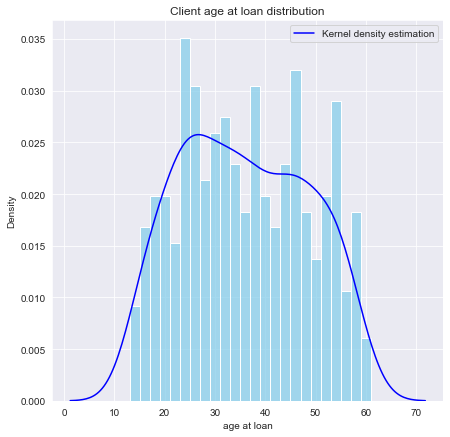 Client age at loan distribution
Kernel density estimation
0.035
0.030
0.025
0.020
0.015
0.010
0.005
0.000
Density
0 10 20 30 40 50 60 70
age at loan